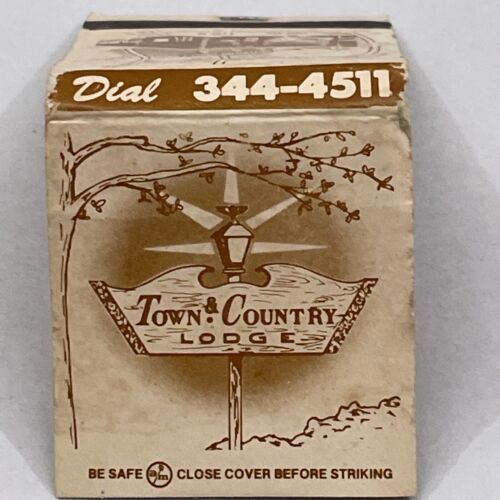 Dial 344-4511
TOWN & COUNTRY
LODGE
BE SAFE CLOSE COVER BEFORE STRIKING